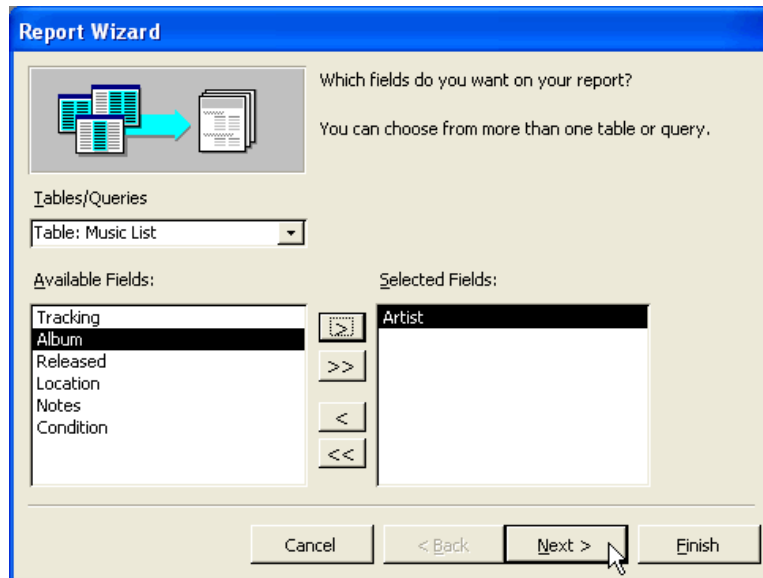 Report Wizard
Which fields do you want on your report?
You can choose from more than one table or query.
Tables/Queries
Table: Music List
Available Fields:
Selected Fields:
Tracking
Album
Released
Location
Notes
Condition
>
>>
<
<<
Artist
Cancel
< Back
Next >
Finish